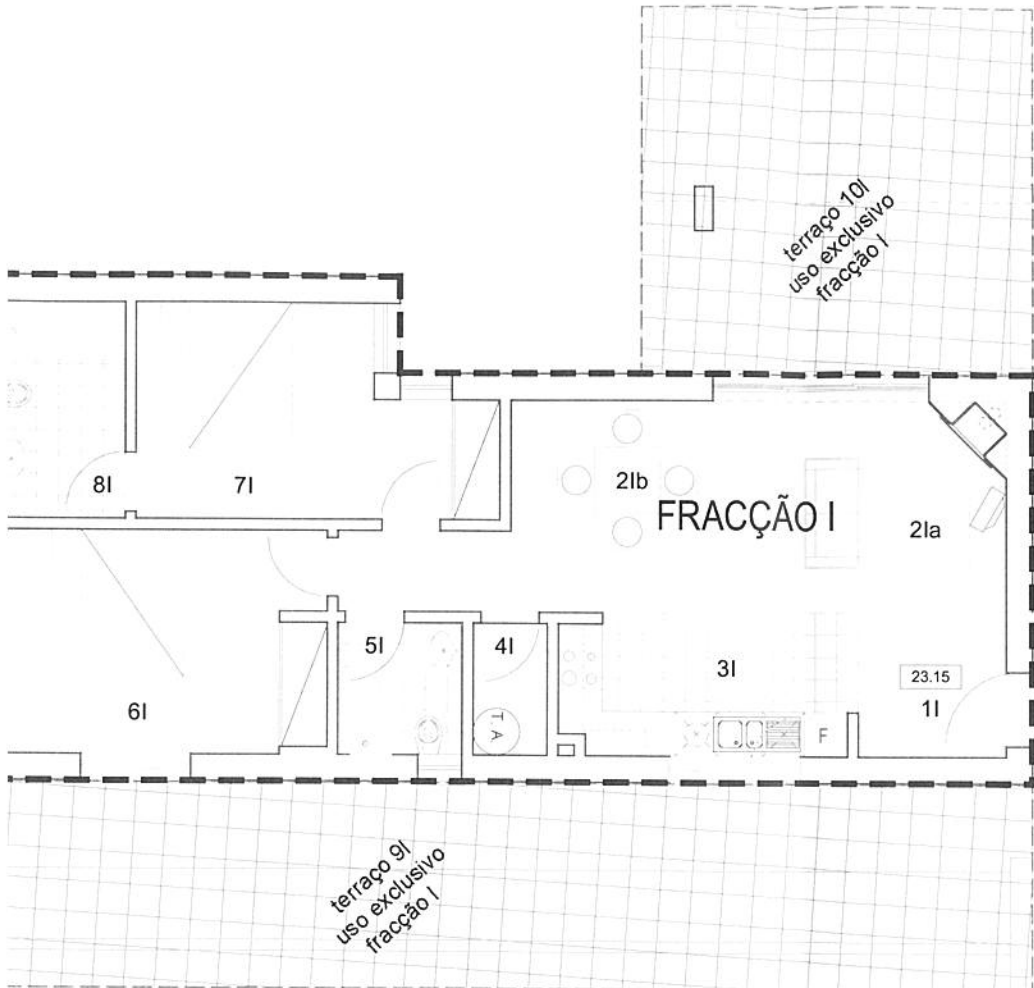 terraço 10I
uso exclusivo
fracção I
8I
7I
2Ib
FRACÇÃO I
2Ia
5I
4I
3I
23.15
1I
6I
T.A
F
terraço 9I
uso exclusivo
fracção I